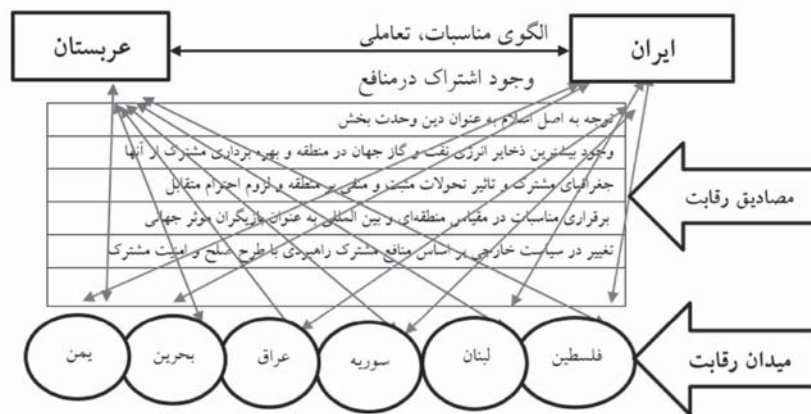 الگوی مناسبات، تعاملی
ایران
عربستان
وجود اشتراک درمنافع
توجه به اصل اسلام به عنوان دین وحدت بخش
وجود بیشترین ذخایر انرژی نفت و گاز جهان در منطقه و بهره برداری مشترک از آنها
جغرافیای مشترک و تاثیر تحولات مثبت و منفی بر منطقه و لزوم احترام متقابل
برقراری مناسبات در مقیاس منطقه‌ای و بین المللی به عنوان بازیگران موثر جهانی
تغییر در سیاست خارجی بر اساس منافع مشترک راهبردی با طرح صلح و امنیت مشترک
مصادیق رقابت
میدان رقابت
فلسطین
لبنان
سوریه
عراق
بحرین
یمن